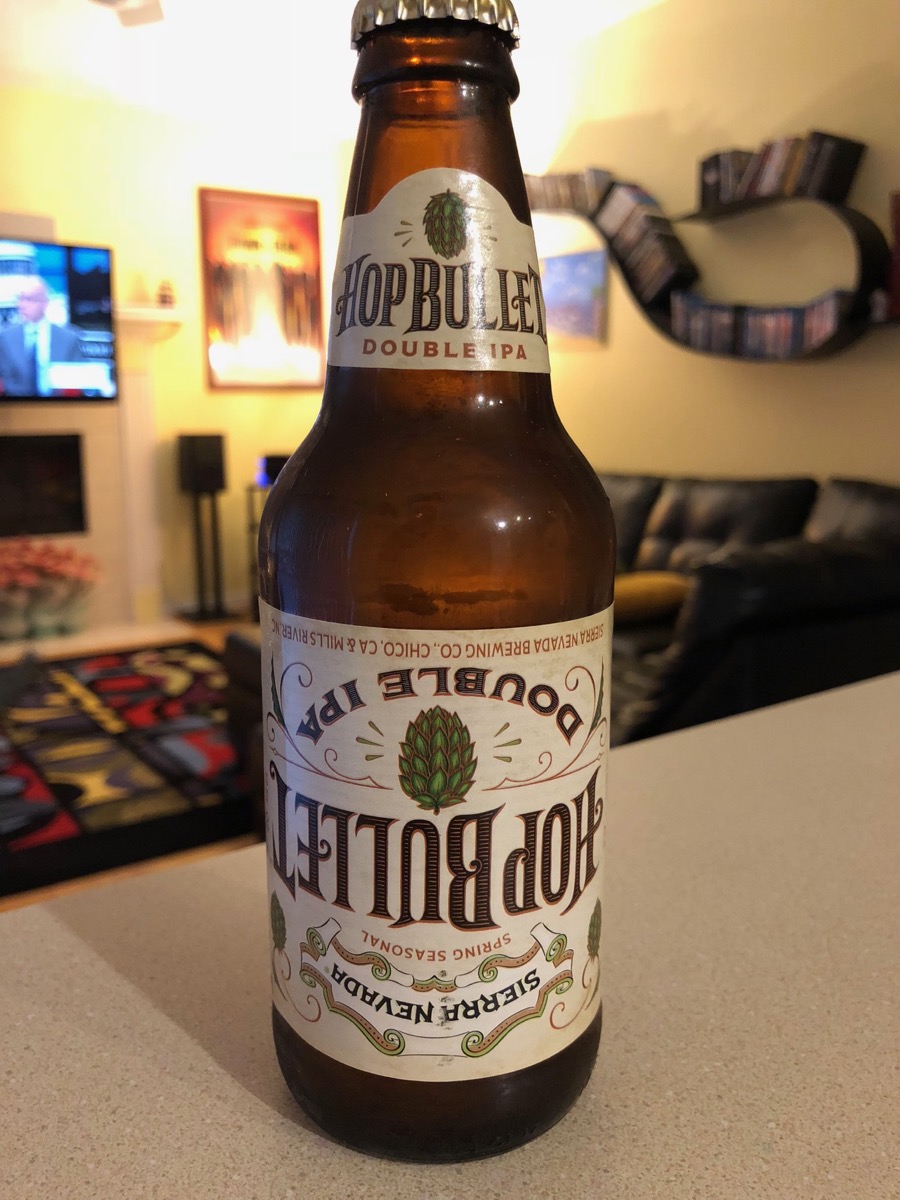 HOP BULLET
DOUBLE IPA
SIERRA NEVADA
SPRING SEASONAL
HOP BULLET
DOUBLE IPA
SIERRA NEVADA BREWING CO., CHICO, CA & MILLS RIVER, NC